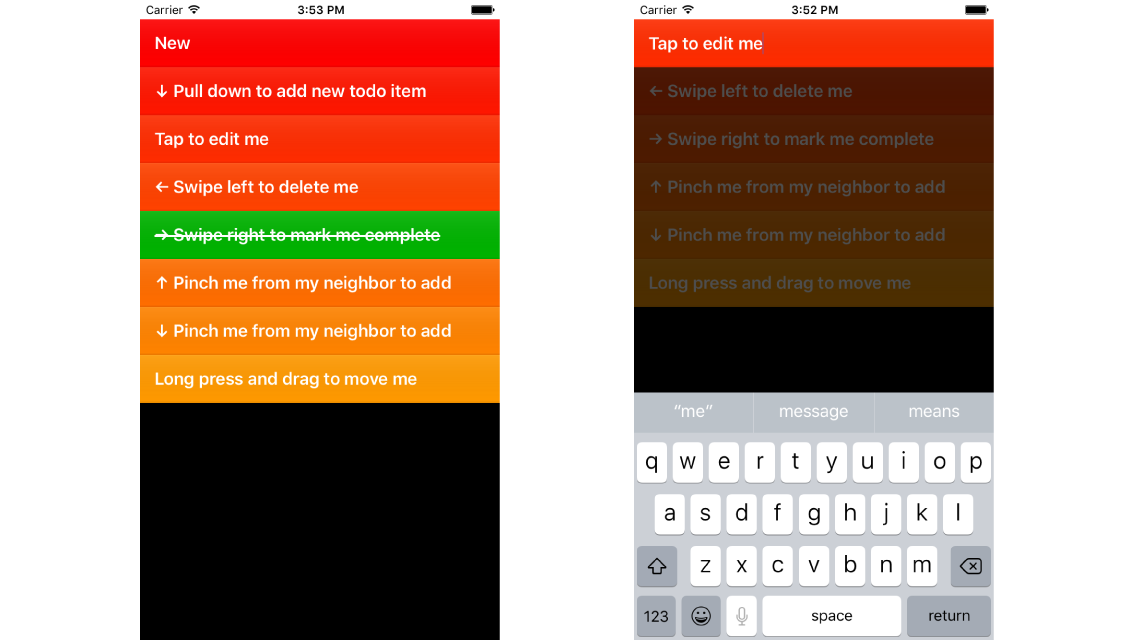 Carrier 3:53 PM
New
↓ Pull down to add new todo item
Tap to edit me
← Swipe left to delete me
→ Swipe right to mark me complete
↑ Pinch me from my neighbor to add
↓ Pinch me from my neighbor to add
Long press and drag to move me
Carrier 3:52 PM
Tap to edit me
← Swipe left to delete me
→ Swipe right to mark me complete
↑ Pinch me from my neighbor to add
↓ Pinch me from my neighbor to add
Long press and drag to move me
“me” message means
q w e r t y u i o p
a s d f g h j k l
z x c v b n m
123 space return